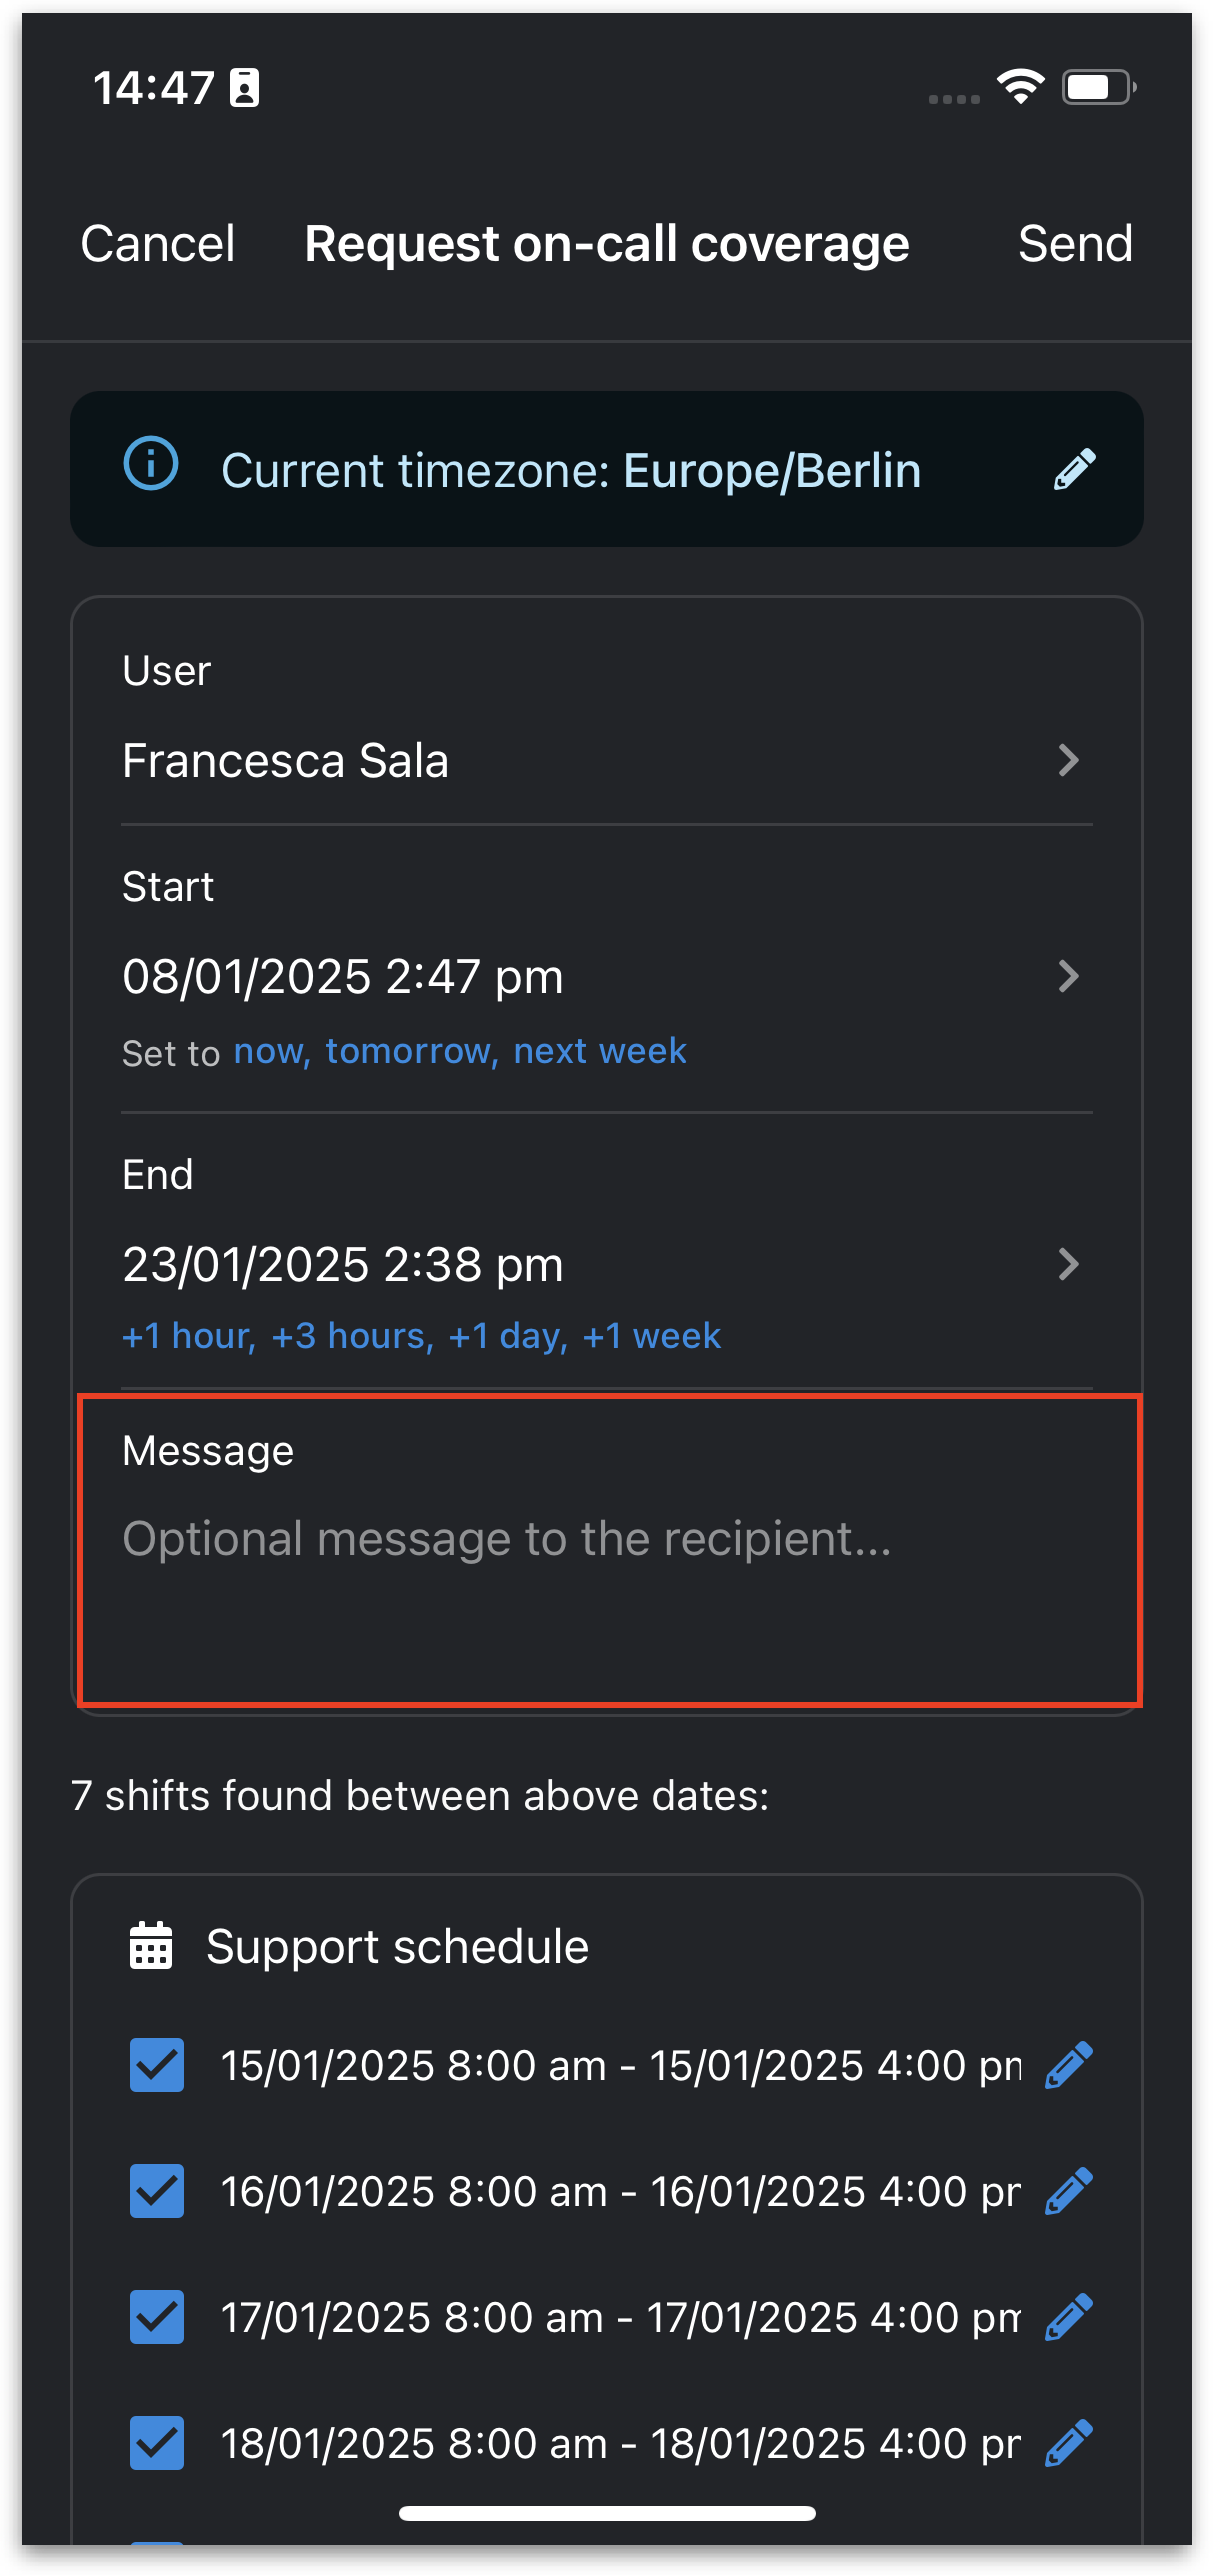 14:47
Cancel Request on-call coverage Send
Current timezone: Europe/Berlin
User
Francesca Sala
Start
08/01/2025 2:47 pm
Set to now, tomorrow, next week
End
23/01/2025 2:38 pm
+1 hour, +3 hours, +1 day, +1 week
Message
Optional message to the recipient...
7 shifts found between above dates:
Support schedule
15/01/2025 8:00 am - 15/01/2025 4:00 pm
16/01/2025 8:00 am - 16/01/2025 4:00 pm
17/01/2025 8:00 am - 17/01/2025 4:00 pm
18/01/2025 8:00 am - 18/01/2025 4:00 pm